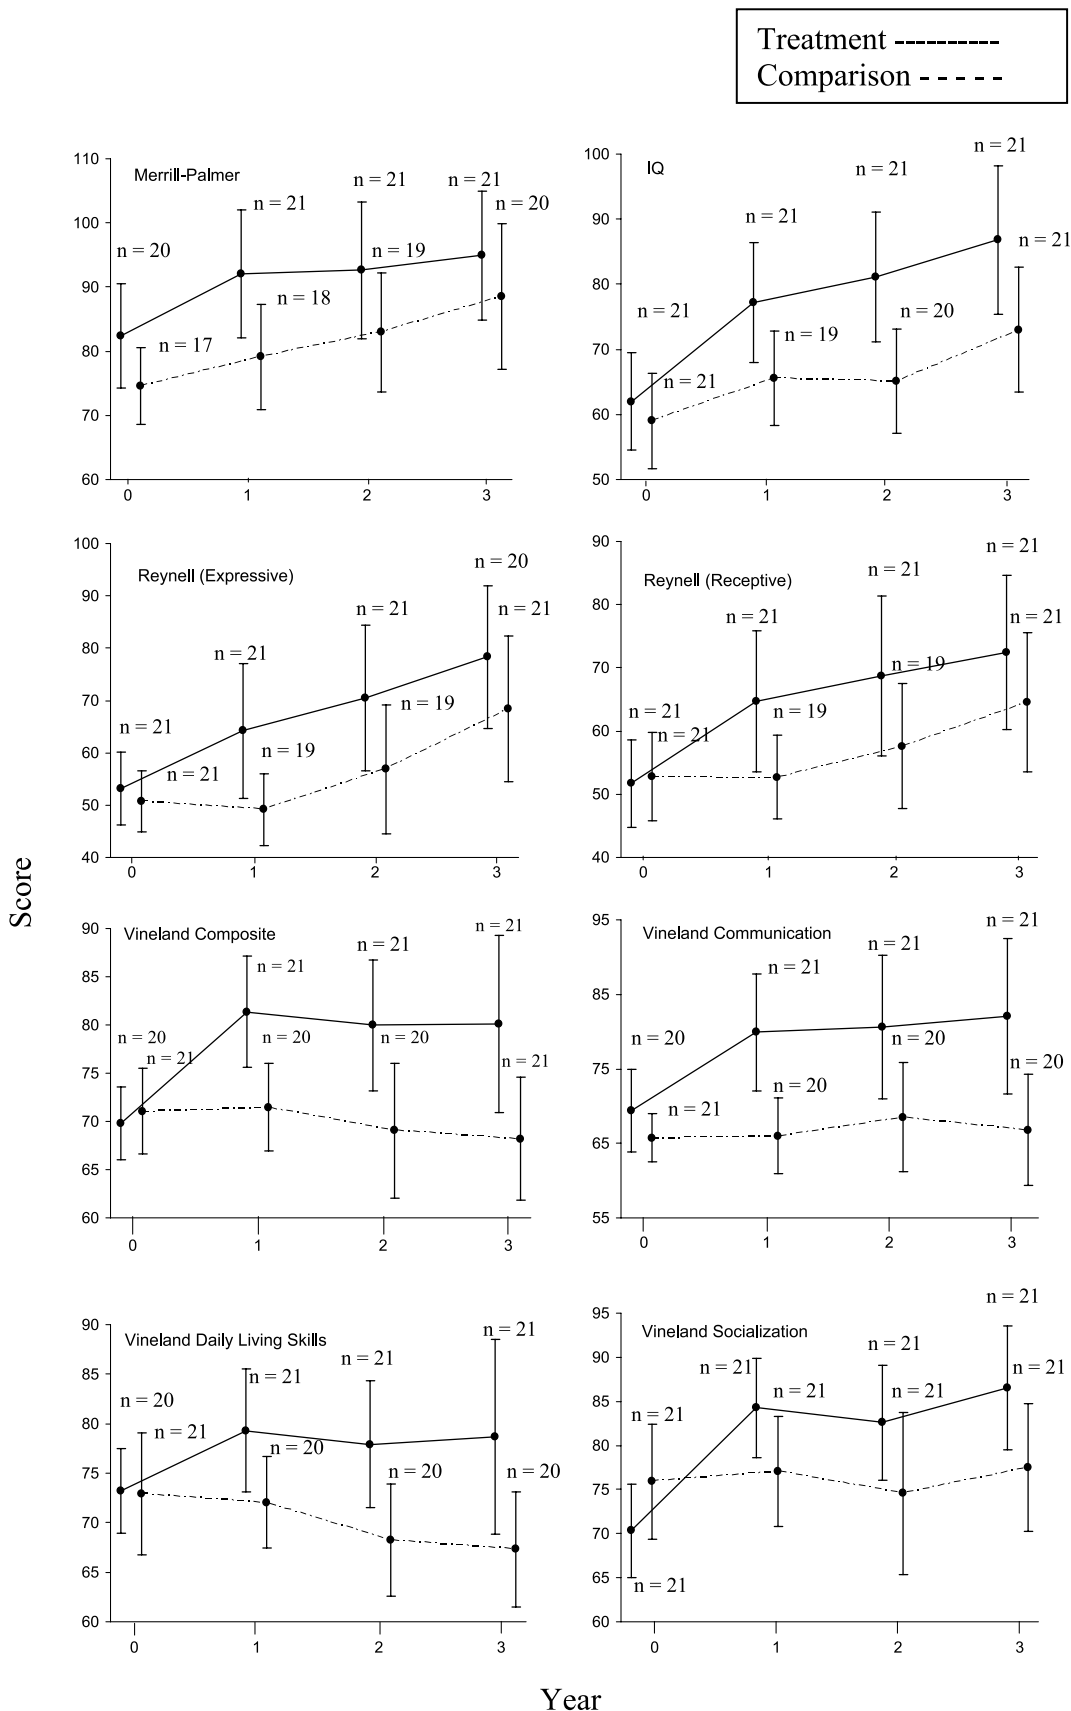 Treatment
Comparison
Merrill-Palmer
110
100
90
80
70
60
n = 20
n = 17
n = 21
n = 18
n = 21
n = 19
n = 21
n = 20
0 1 2 3
IQ
100
90
80
70
60
50
n = 21
n = 21
n = 21
n = 19
n = 21
n = 20
n = 21
n = 21
0 1 2 3
Reynell (Expressive)
100
90
80
70
60
50
40
n = 21
n = 21
n = 21
n = 19
n = 21
n = 19
n = 20
n = 21
0 1 2 3
Reynell (Receptive)
90
80
70
60
50
40
n = 21
n = 21
n = 21
n = 19
n = 21
n = 19
n = 21
n = 21
0 1 2 3
Score
Vineland Composite
90
85
80
75
70
65
60
n = 20
n = 21
n = 21
n = 20
n = 21
n = 20
n = 21
n = 21
0 1 2 3
Vineland Communication
95
85
75
65
55
n = 20
n = 21
n = 21
n = 20
n = 21
n = 20
n = 21
n = 20
0 1 2 3
Vineland Daily Living Skills
90
85
80
75
70
65
60
n = 20
n = 21
n = 21
n = 20
n = 21
n = 20
n = 21
n = 20
0 1 2 3
Vineland Socialization
95
90
85
80
75
70
65
60
n = 21
n = 21
n = 21
n = 21
n = 21
n = 21
n = 21
n = 21
0 1 2 3
Year